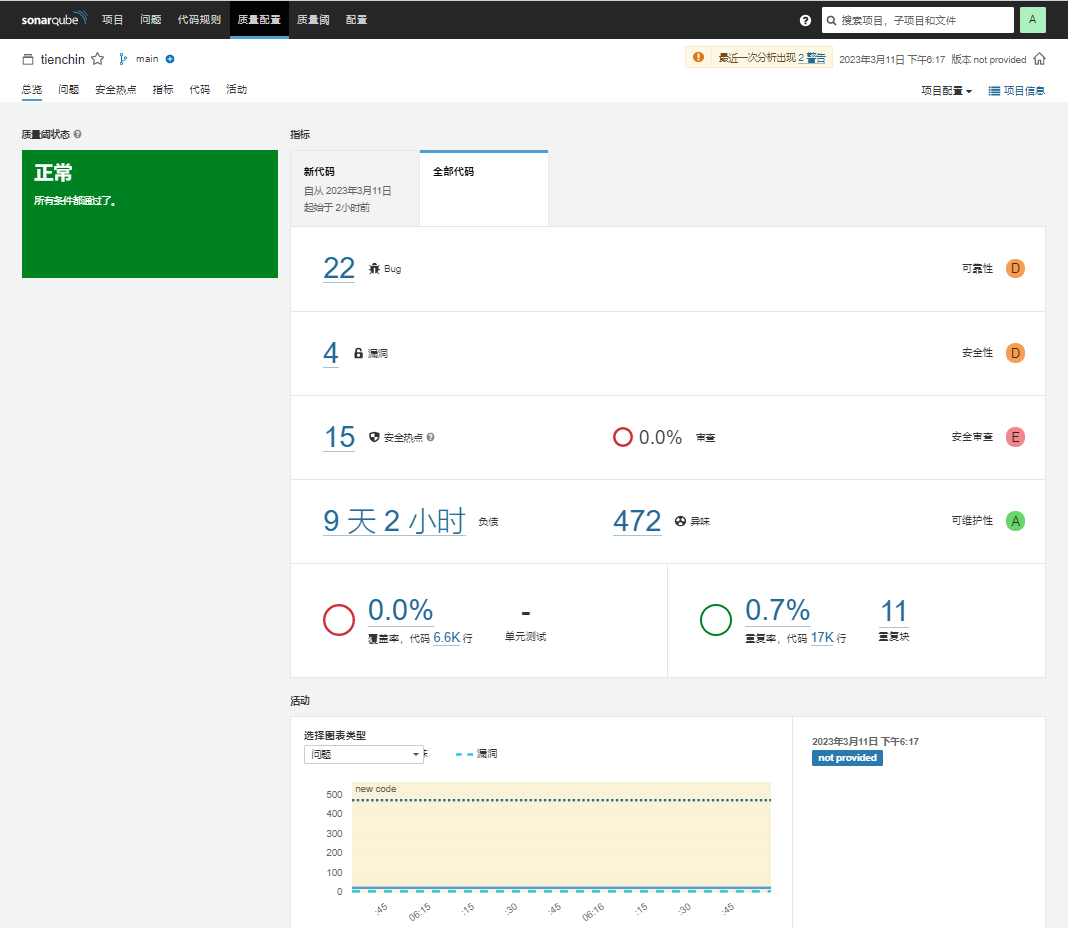 sonarqube 项目 问题 代码规则 质量配置 质量阈 配置 ? 搜索项目，子项目和文件 A
tienchin main 最近一次分析出现 2 警告 2023年3月11日 下午6:17 版本 not provided
总览 问题 安全热点 指标 代码 活动 项目配置 项目信息
质量阈状态 ?
正常
所有条件都通过了。
指标
新代码
自从 2023年3月11日
起始于 2小时前
全部代码
22 Bug 可靠性 D
4 漏洞 安全性 D
15 安全热点 ? 0.0% 审查 安全审查 E
9 天 2 小时 负债 472 异味 可维护性 A
0.0% - 0.7% 11
覆盖率，代码 6.6K 行 单元测试 重复率，代码 17K 行 重复块
活动
选择图表类型
问题 漏洞
2023年3月11日 下午6:17
not provided
new code
500
400
300
200
100
0
:45 06:15 :15 :30 :45 06:16 :15 :30 :45